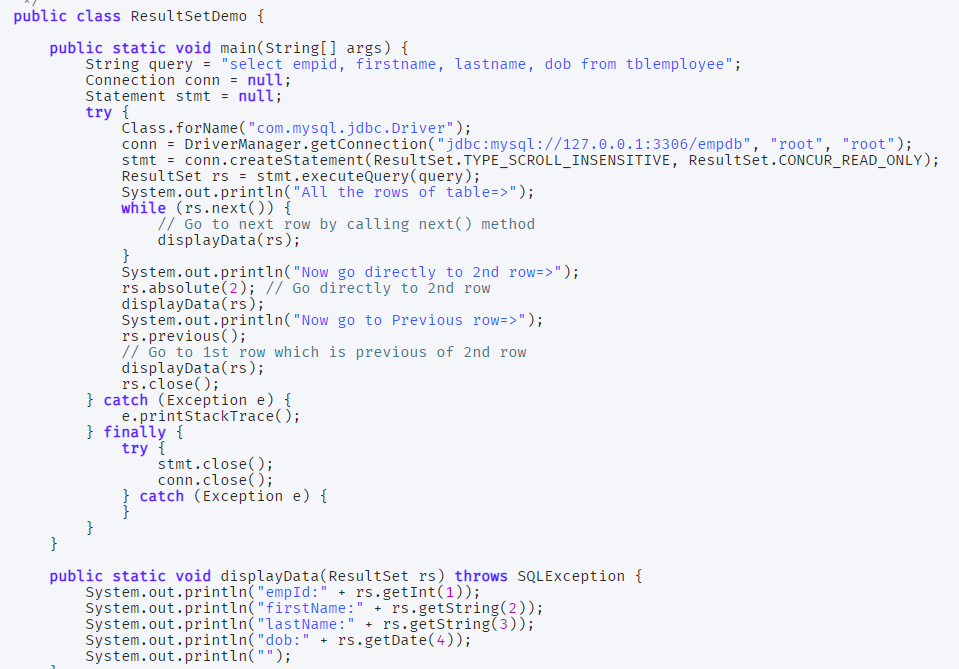 */
public class ResultSetDemo {
    public static void main(String[] args) {
        String query = "select empid, firstname, lastname, dob from tblemployee";
        Connection conn = null;
        Statement stmt = null;
        try {
            Class.forName("com.mysql.jdbc.Driver");
            conn = DriverManager.getConnection("jdbc:mysql://127.0.0.1:3306/empdb", "root", "root");
            stmt = conn.createStatement(ResultSet.TYPE_SCROLL_INSENSITIVE, ResultSet.CONCUR_READ_ONLY);
            ResultSet rs = stmt.executeQuery(query);
            System.out.println("All the rows of table=>");
            while (rs.next()) {
                // Go to next row by calling next() method
                displayData(rs);
            }
            System.out.println("Now go directly to 2nd row=>");
            rs.absolute(2); // Go directly to 2nd row
            displayData(rs);
            System.out.println("Now go to Previous row=>");
            rs.previous();
            // Go to 1st row which is previous of 2nd row
            displayData(rs);
            rs.close();
        } catch (Exception e) {
            e.printStackTrace();
        } finally {
            try {
                stmt.close();
                conn.close();
            } catch (Exception e) {
            }
        }
    }
    public static void displayData(ResultSet rs) throws SQLException {
        System.out.println("empId:" + rs.getInt(1));
        System.out.println("firstName:" + rs.getString(2));
        System.out.println("lastName:" + rs.getString(3));
        System.out.println("dob:" + rs.getDate(4));
        System.out.println("");
    }